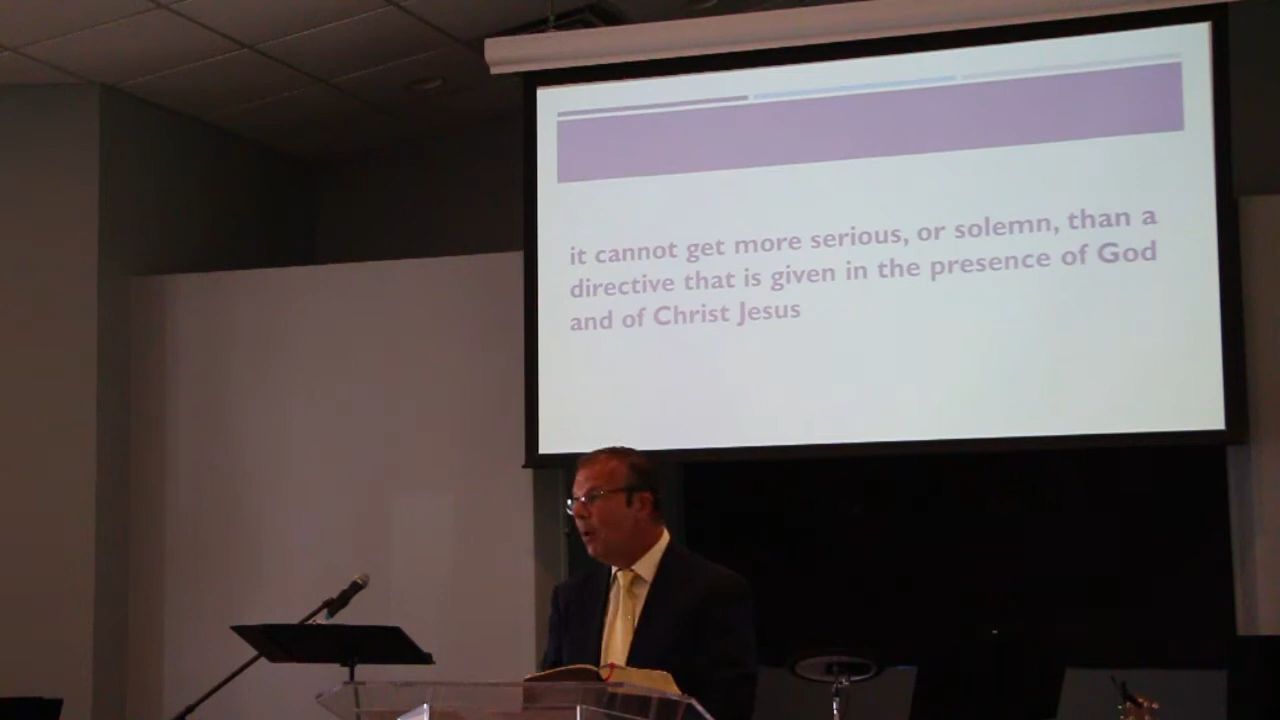 it cannot get more serious, or solemn, than a
directive that is given in the presence of God
and of Christ Jesus